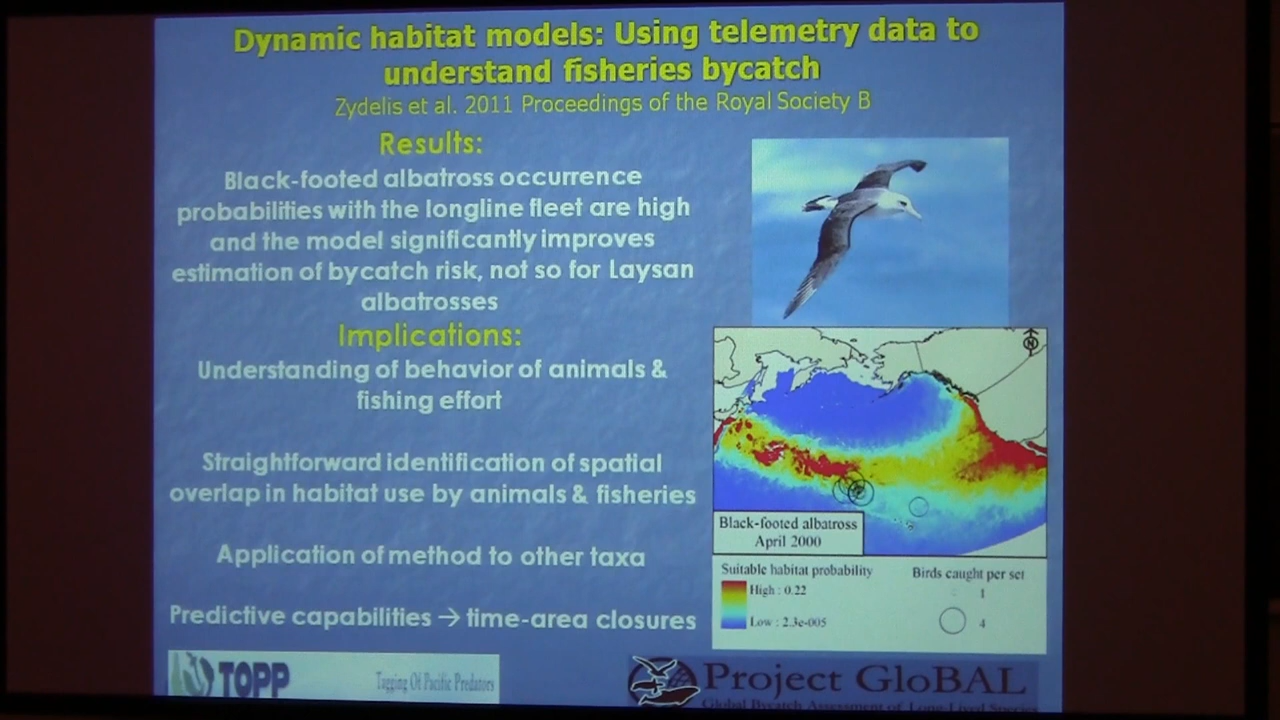 Dynamic habitat models: Using telemetry data to
understand fisheries bycatch
Zydelis et al. 2011 Proceedings of the Royal Society B
Results:
Black-footed albatross occurrence
probabilities with the longline fleet are high
and the model significantly improves
estimation of bycatch risk, not so for Laysan
albatrosses
Implications:
Understanding of behavior of animals &
fishing effort
Straightforward identification of spatial
overlap in habitat use by animals & fisheries
Application of method to other taxa
Predictive capabilities → time-area closures
N
Black-footed albatross
April 2000
Suitable habitat probability
High : 0.22
Low : 2.3e-005
Birds caught per set
1
4
TOPP
Tagging Of Pacific Predators
Project GloBAL
Global Bycatch Assessment of Long-Lived Species